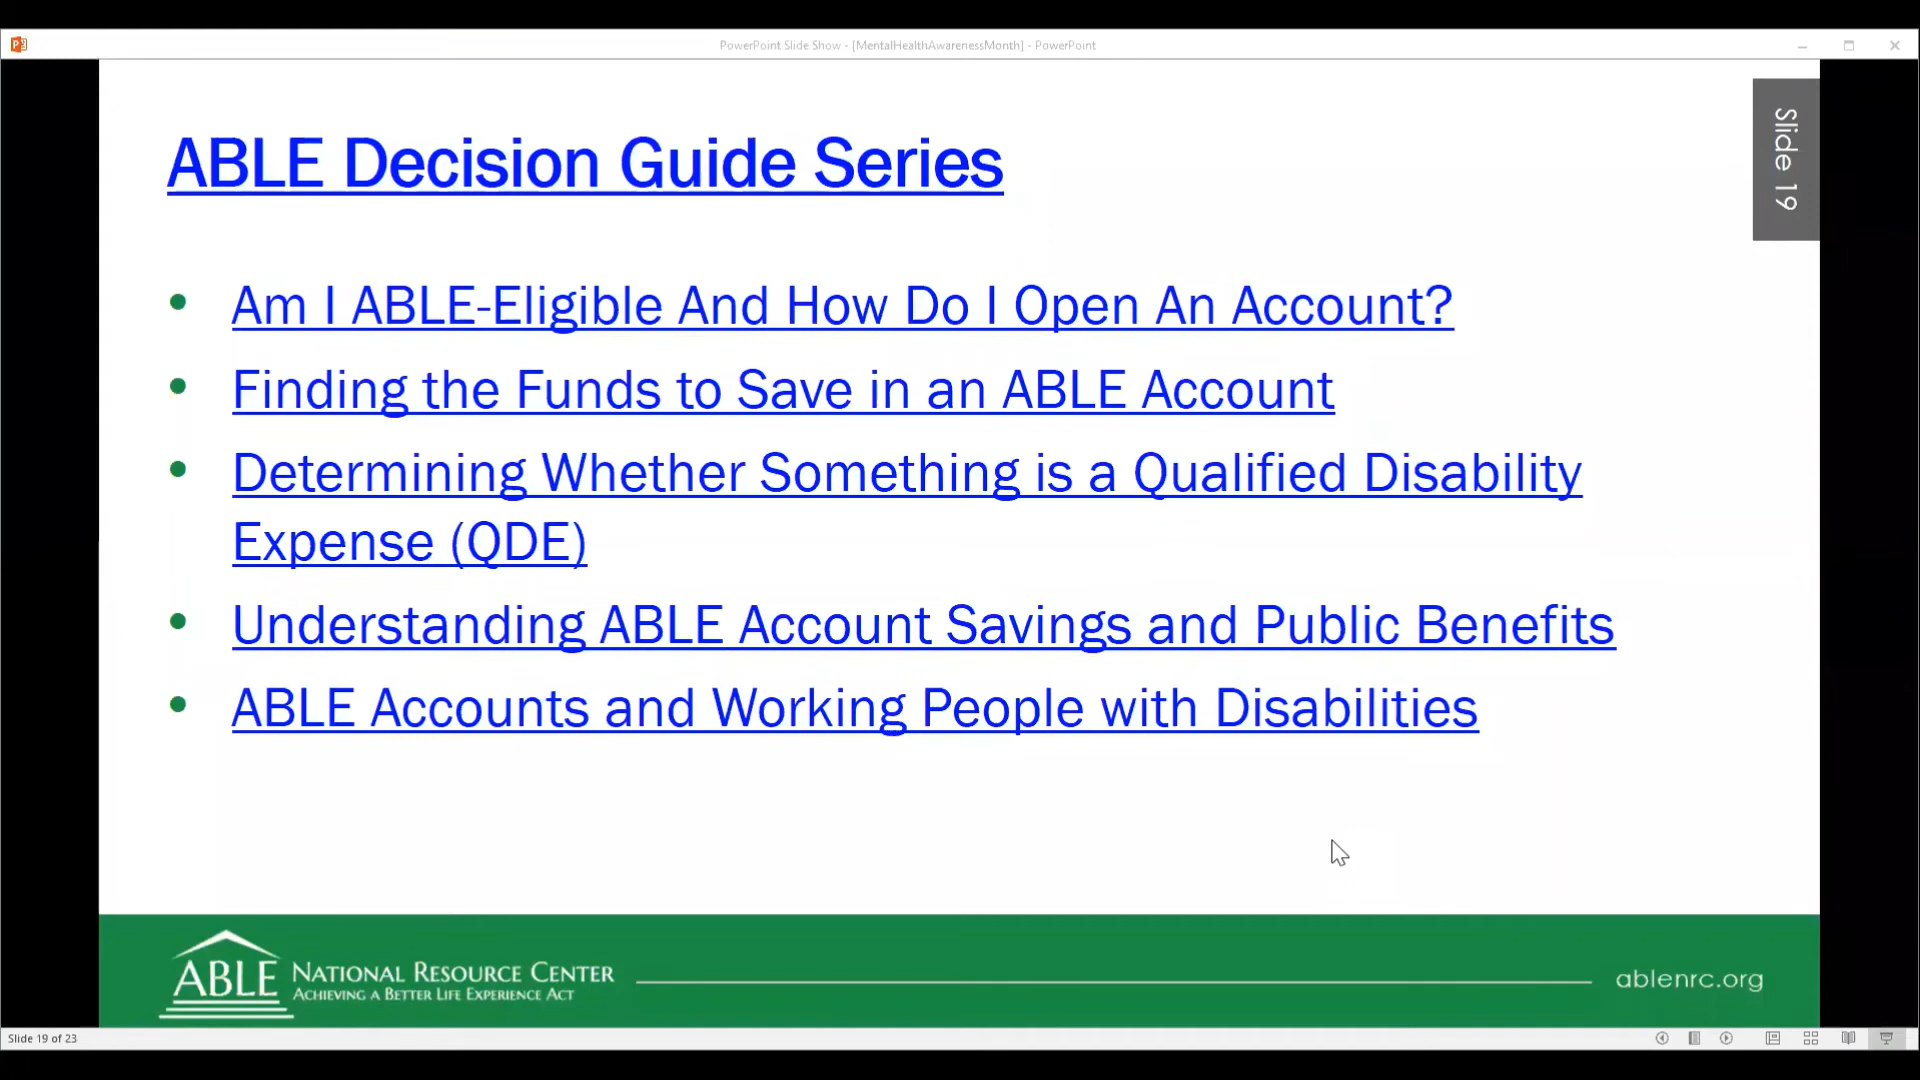 PowerPoint Slide Show - [MentalHealthAwarenessMonth] - PowerPoint
Slide 19
ABLE Decision Guide Series
• Am I ABLE-Eligible And How Do I Open An Account?
• Finding the Funds to Save in an ABLE Account
• Determining Whether Something is a Qualified Disability
Expense (QDE)
• Understanding ABLE Account Savings and Public Benefits
• ABLE Accounts and Working People with Disabilities
ABLE NATIONAL RESOURCE CENTER
ACHIEVING A BETTER LIFE EXPERIENCE ACT
ablenrc.org
Slide 19 of 23